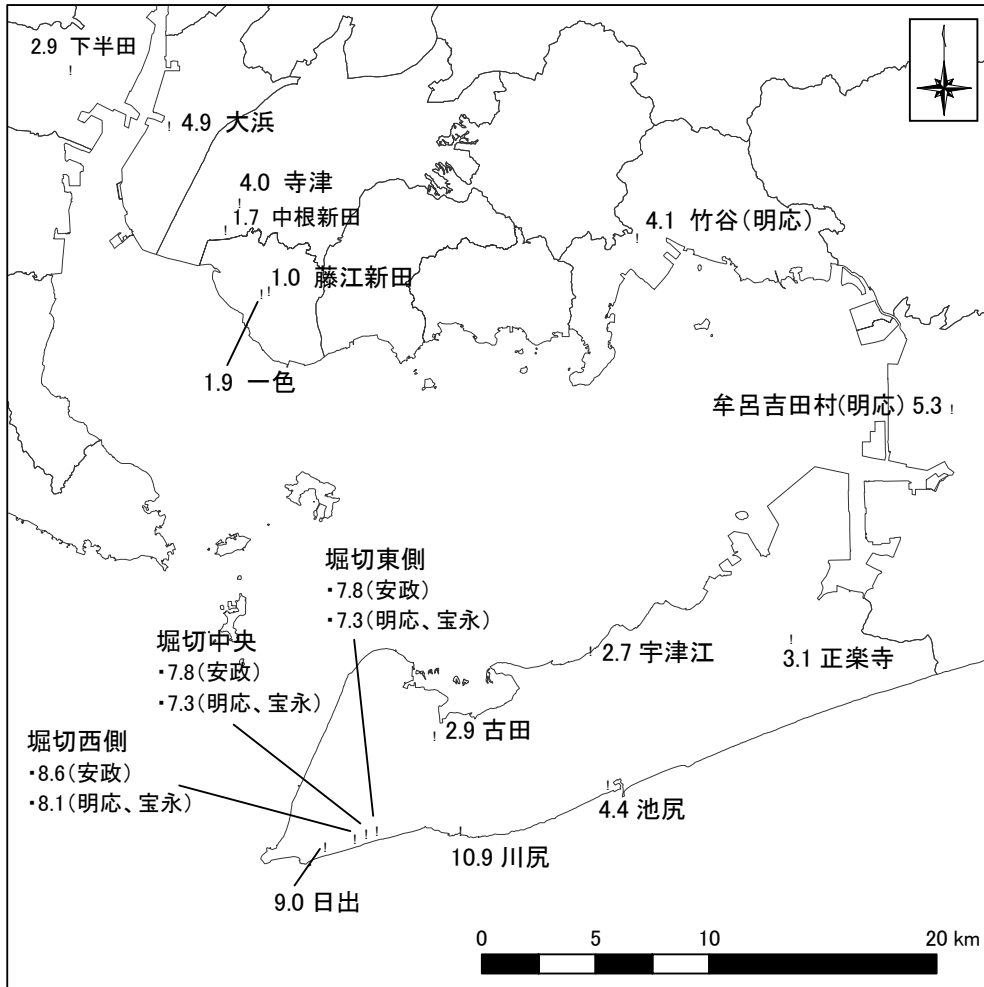 2.9 下半田
4.9 大浜
4.0 寺津
1.7 中根新田
4.1 竹谷(明応)
1.0 藤江新田
1.9 一色
牟呂吉田村(明応) 5.3
堀切東側
・7.8(安政)
・7.3(明応、宝永)
堀切中央
・7.8(安政)
・7.3(明応、宝永)
2.7 宇津江
3.1 正楽寺
堀切西側
・8.6(安政)
・8.1(明応、宝永)
2.9 古田
4.4 池尻
10.9 川尻
9.0 日出
0 5 10 20 km